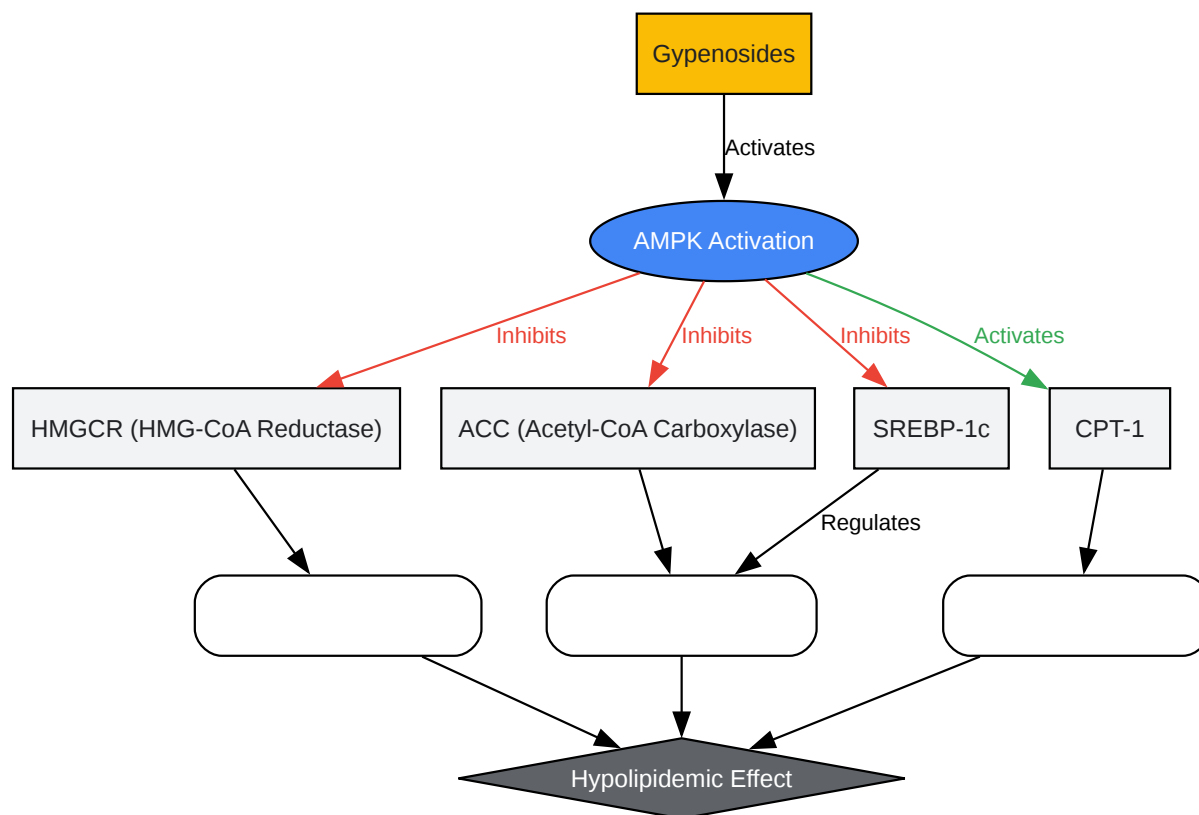 Gypenosides
Activates
AMPK Activation
Inhibits
Inhibits
Inhibits
Activates
HMGCR (HMG-CoA Reductase)
ACC (Acetyl-CoA Carboxylase)
SREBP-1c
CPT-1
Regulates
Hypolipidemic Effect